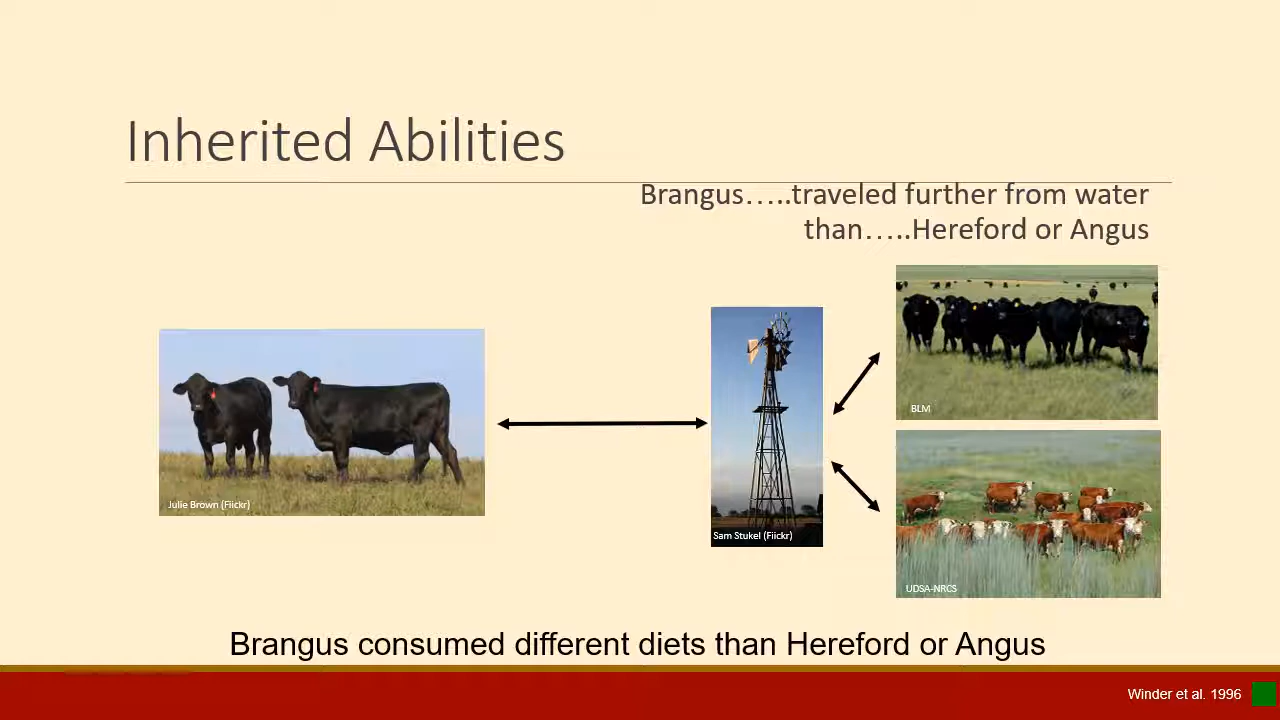 Inherited Abilities
Brangus…..traveled further from water
than…..Hereford or Angus
BLM
Julie Brown (Flickr)
Sam Stukel (Flickr)
UDSA-NRCS
Brangus consumed different diets than Hereford or Angus
Winder et al. 1996